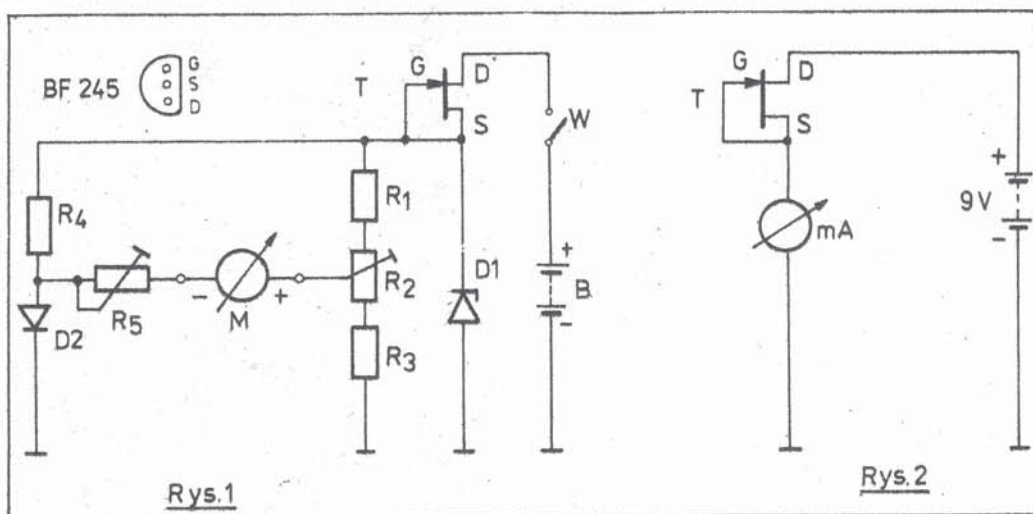 BF 245
G
S
D
T
G
D
S
W
R4
R1
R2
R3
R5
D2
-
M
+
D1
+
B
-
Rys.1
T
G
D
S
mA
9V
+
-
Rys.2